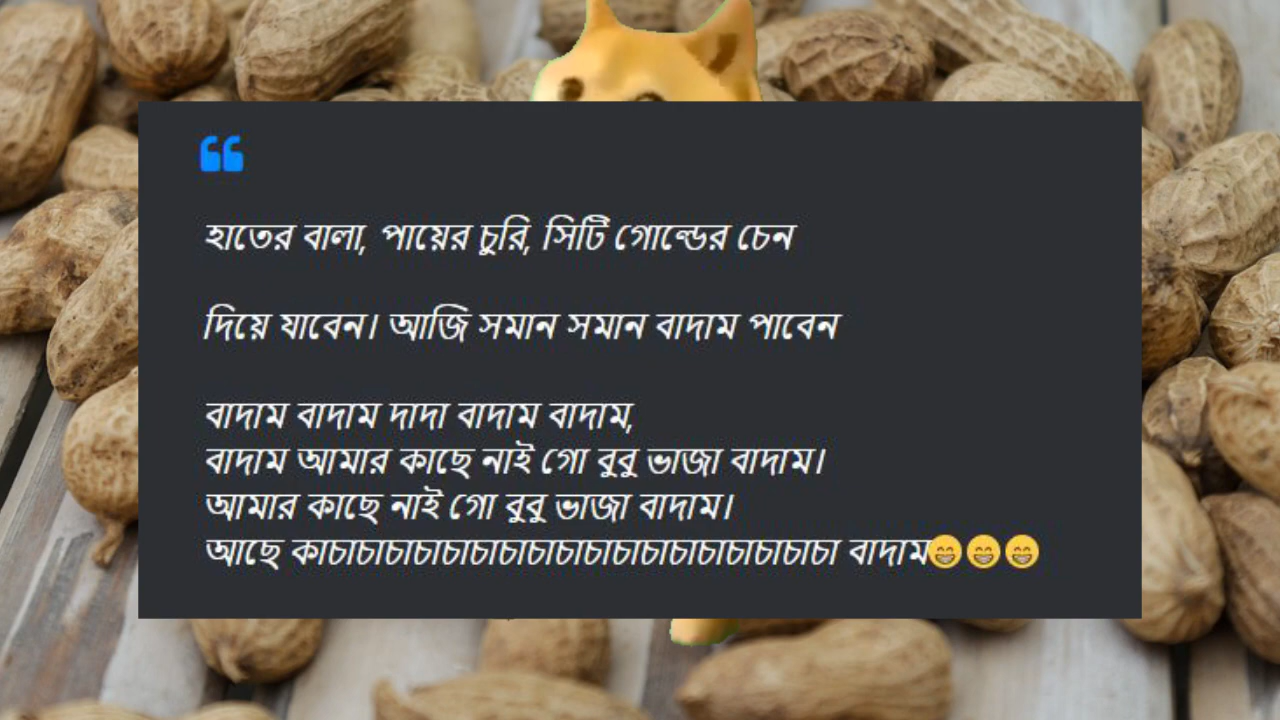 হাতের বালা, পায়ের চুরি, সিটি গোল্ডের চেন
দিয়ে যাবেন। আজি সমান সমান বাদাম পাবেন
বাদাম বাদাম দাদা বাদাম বাদাম,
বাদাম আমার কাছে নাই গো বুবু ভাজা বাদাম।
আমার কাছে নাই গো বুবু ভাজা বাদাম।
আছে কাচাচাচাচাচাচাচাচাচাচাচাচাচাচাচাচাচাচা বাদাম😁😁😁